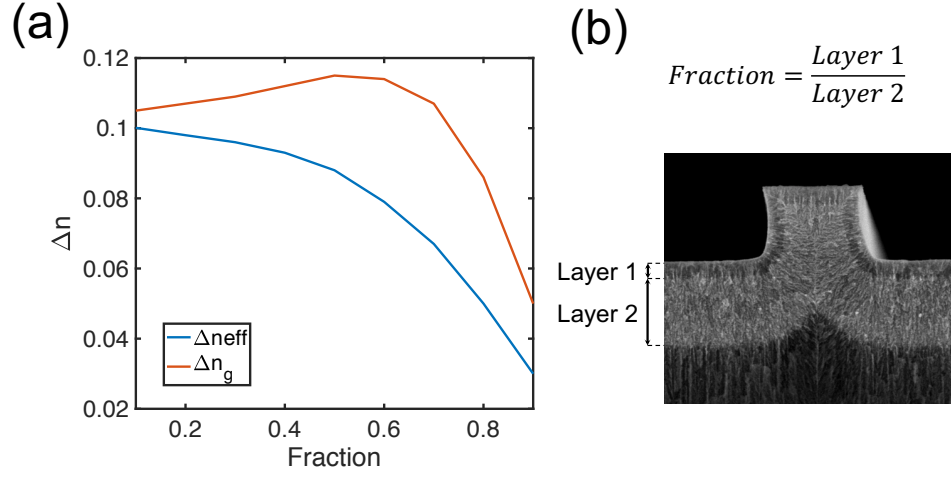 (a)
0.12
0.1
0.08
0.06
0.04
0.02
Δn
0.2 0.4 0.6 0.8
Fraction
Δneff
Δn_g
(b)
Fraction = Layer 1 / Layer 2
Layer 1
Layer 2